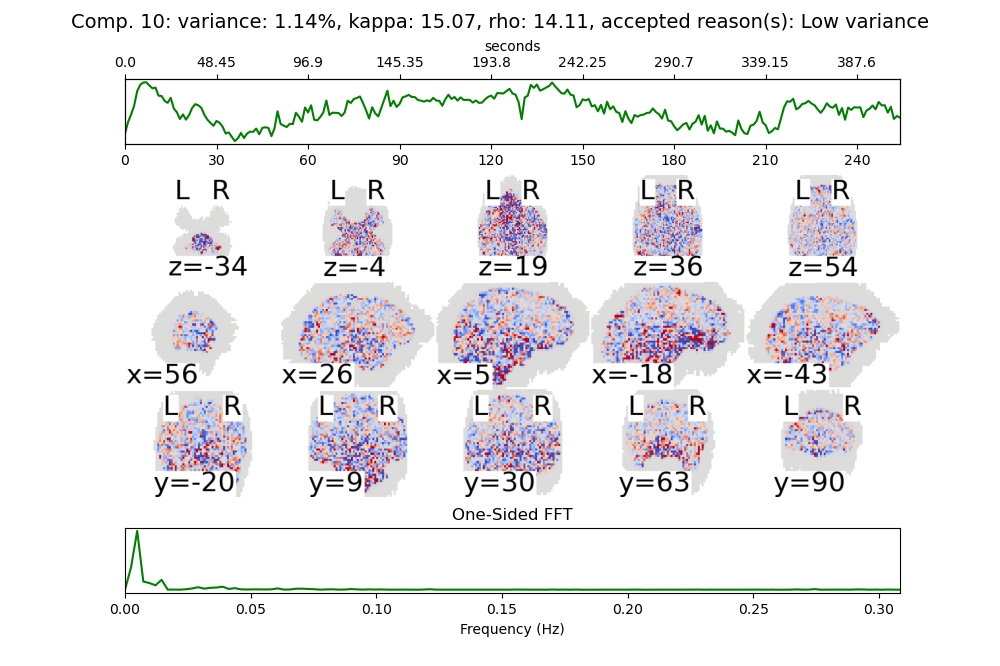 Comp. 10: variance: 1.14%, kappa: 15.07, rho: 14.11, accepted reason(s): Low variance
seconds
0.0 48.45 96.9 145.35 193.8 242.25 290.7 339.15 387.6
0 30 60 90 120 150 180 210 240
L R L R L R L R L R
z=-34 z=-4 z=19 z=36 z=54
x=56 x=26 x=5 x=-18 x=-43
L R L R L R L R L R
y=-20 y=9 y=30 y=63 y=90
One-Sided FFT
0.00 0.05 0.10 0.15 0.20 0.25 0.30
Frequency (Hz)